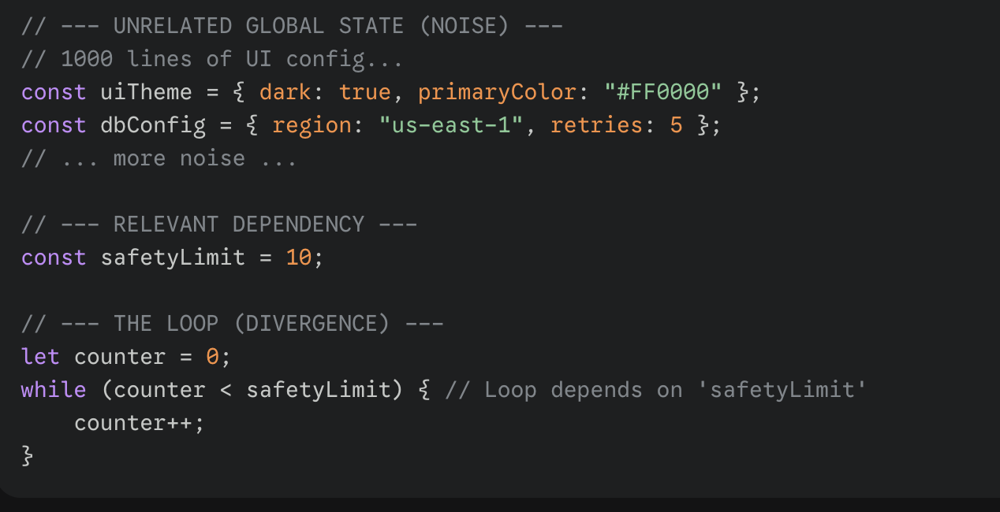 // --- UNRELATED GLOBAL STATE (NOISE) ---
// 1000 lines of UI config...
const uiTheme = { dark: true, primaryColor: "#FF0000" };
const dbConfig = { region: "us-east-1", retries: 5 };
// ... more noise ...

// --- RELEVANT DEPENDENCY ---
const safetyLimit = 10;

// --- THE LOOP (DIVERGENCE) ---
let counter = 0;
while (counter < safetyLimit) { // Loop depends on 'safetyLimit'
    counter++;
}